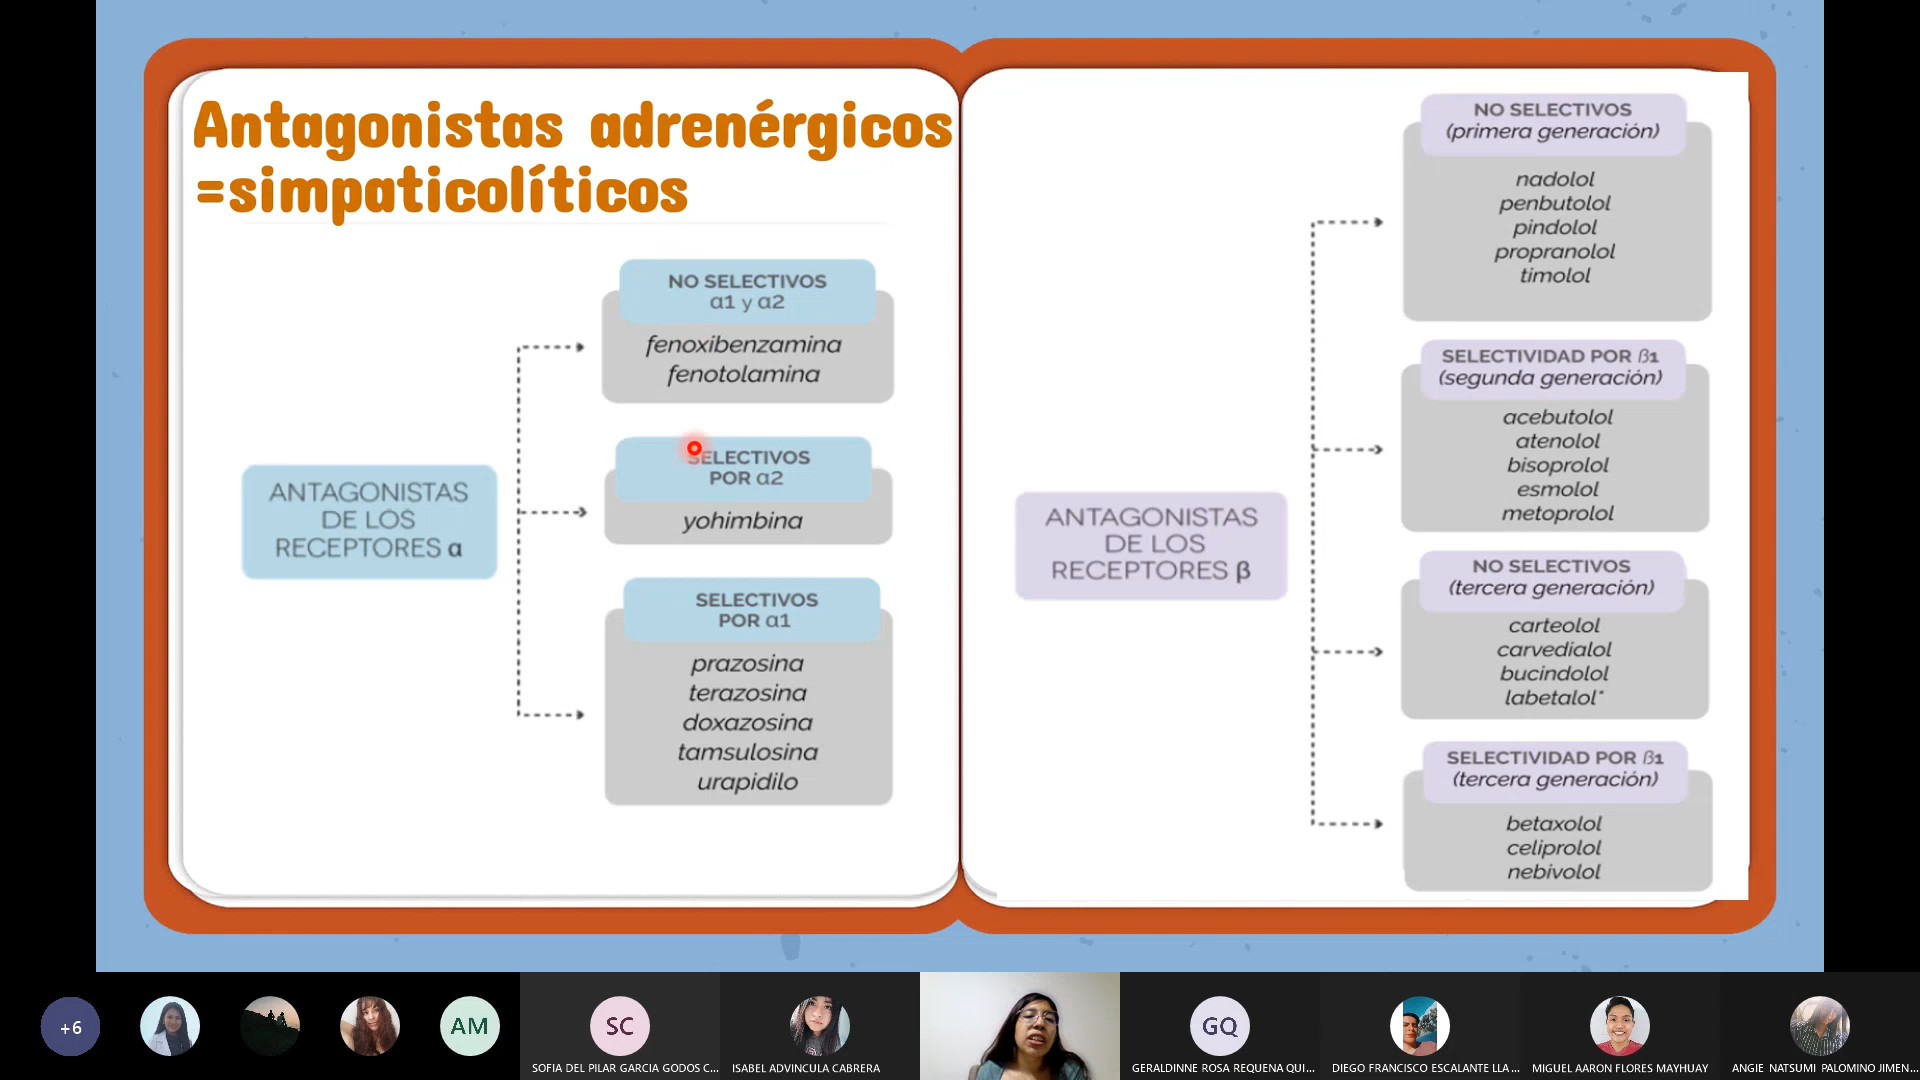 Antagonistas adrenérgicos
=simpaticolíticos
ANTAGONISTAS
DE LOS
RECEPTORES α
NO SELECTIVOS
α1 y α2
fenoxibenzamina
fenotolamina
SELECTIVOS
POR α2
yohimbina
SELECTIVOS
POR α1
prazosina
terazosina
doxazosina
tamsulosina
urapidilo
ANTAGONISTAS
DE LOS
RECEPTORES β
NO SELECTIVOS
(primera generación)
nadolol
penbutolol
pindolol
propranolol
timolol
SELECTIVIDAD POR ß1
(segunda generación)
acebutolol
atenolol
bisoprolol
esmolol
metoprolol
NO SELECTIVOS
(tercera generación)
carteolol
carvedialol
bucindolol
labetalol*
SELECTIVIDAD POR ß1
(tercera generación)
betaxolol
celiprolol
nebivolol
+6
AM
SC
GQ
SOFIA DEL PILAR GARCIA GODOS C...
ISABEL ADVINCULA CABRERA
GERALDINNE ROSA REQUENA QUI...
DIEGO FRANCISCO ESCALANTE LLA...
MIGUEL AARON FLORES MAYHUAY
ANGIE NATSUMI PALOMINO JIMEN...